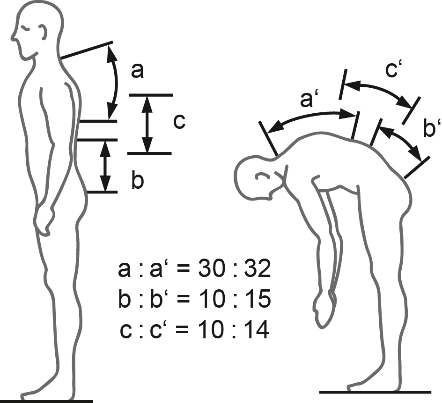 a
c
b
a‘
c‘
b‘
a : a‘ = 30 : 32
b : b‘ = 10 : 15
c : c‘ = 10 : 14